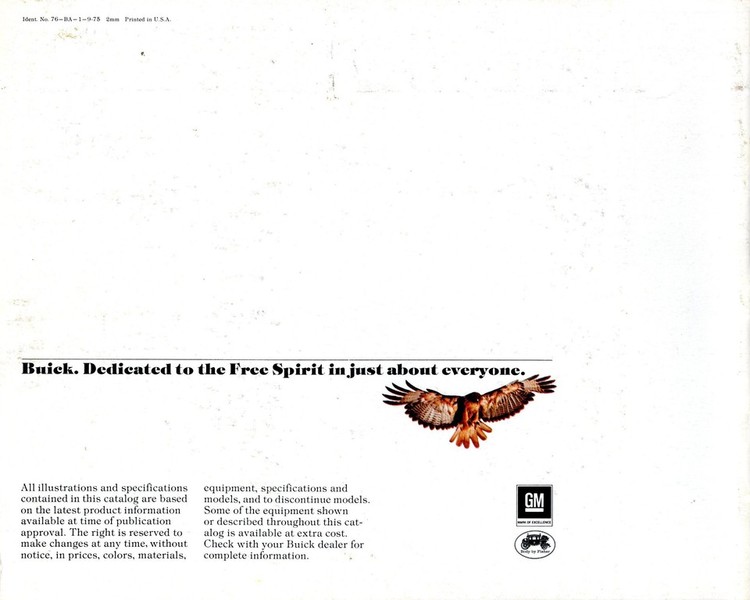 Ident. No. 76-BA-1-9-75 2mm Printed in U.S.A.
Buick. Dedicated to the Free Spirit in just about everyone.
All illustrations and specifications
contained in this catalog are based
on the latest product information
available at time of publication
approval. The right is reserved to
make changes at any time, without
notice, in prices, colors, materials,
equipment, specifications and
models, and to discontinue models.
Some of the equipment shown
or described throughout this cat-
alog is available at extra cost.
Check with your Buick dealer for
complete information.
GM
MARK OF EXCELLENCE
Body by Fisher